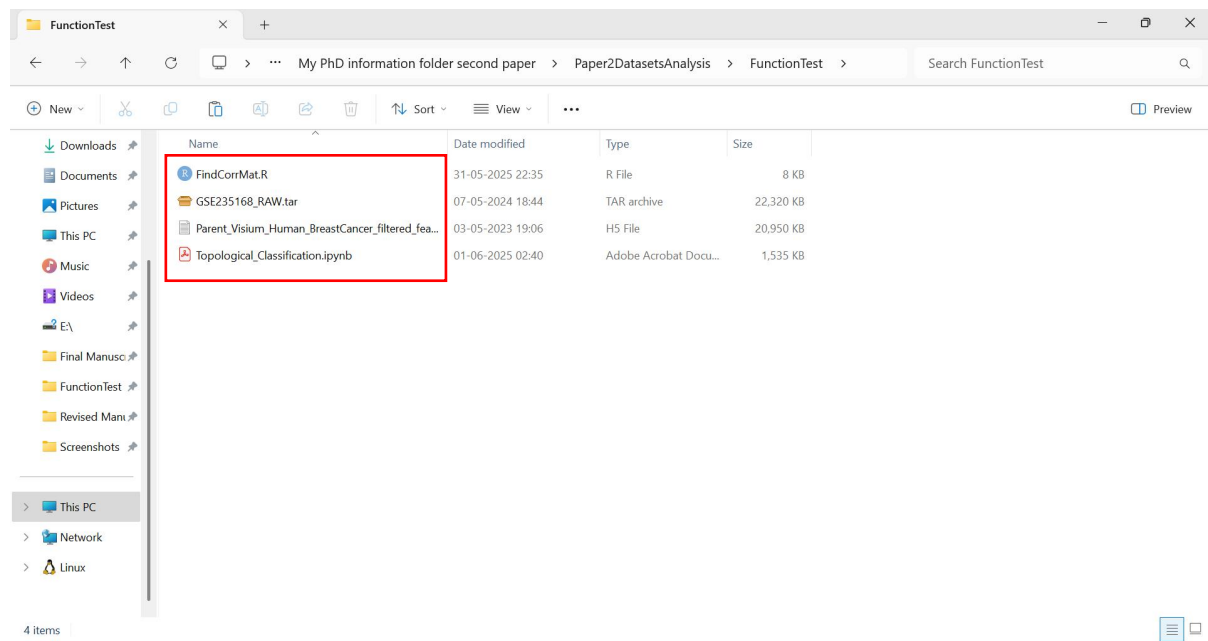 FunctionTest
My PhD information folder second paper > Paper2DatasetsAnalysis > FunctionTest >
Search FunctionTest
New
Sort
View
Preview
Downloads
Documents
Pictures
This PC
Music
Videos
E:\
Final Manusc
FunctionTest
Revised Manu
Screenshots
This PC
Network
Linux
Name Date modified Type Size
FindCorrMat.R 31-05-2025 22:35 R File 8 KB
GSE235168_RAW.tar 07-05-2024 18:44 TAR archive 22,320 KB
Parent_Visium_Human_BreastCancer_filtered_fea... 03-05-2023 19:06 H5 File 20,950 KB
Topological_Classification.ipynb 01-06-2025 02:40 Adobe Acrobat Docu... 1,535 KB
4 items